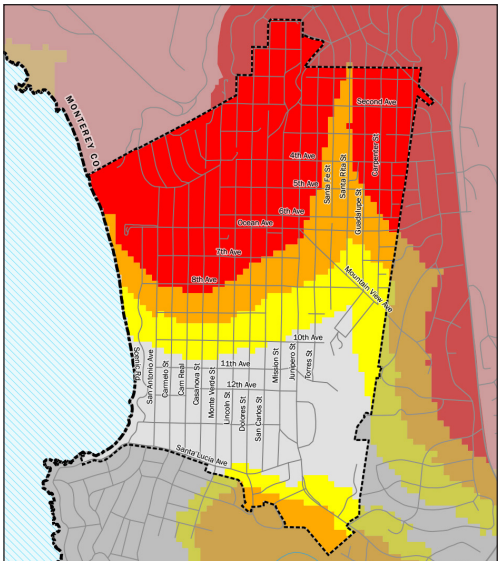 MONTEREY CO
Second Ave
Carpenter St
4th Ave
5th Ave
Santa Fe St
Santa Rita St
Guadalupe St
6th Ave
Ocean Ave
7th Ave
Mountain View Ave
8th Ave
10th Ave
Scenic Rd
San Antonio Ave
Carmelo St
Cam Real
Casanova St
Monte Verde St
Lincoln St
Dolores St
San Carlos St
Mission St
Junipero St
Torres St
11th Ave
12th Ave
Santa Lucia Ave